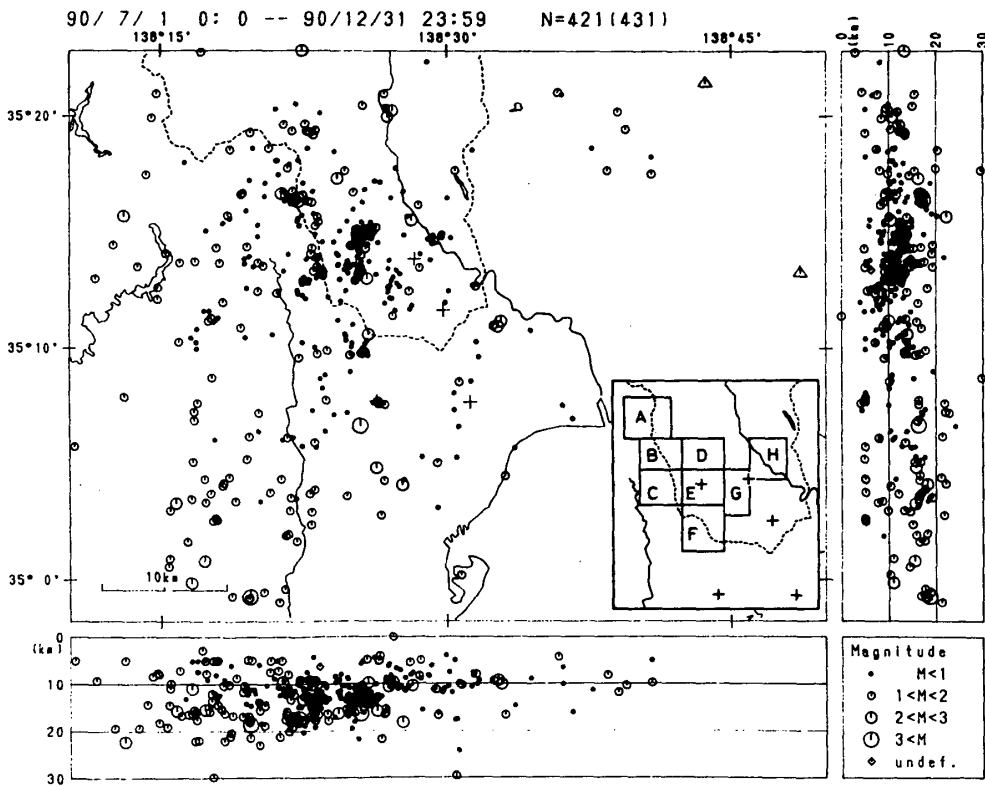 90/ 7/ 1 0: 0 -- 90/12/31 23:59 N=421(431)
138°15' 138°30' 138°45' 0 10 20 30
(km)
35°20'
35°10'
35° 0'
10km
A
B D H
C E G
F
0
(km)
10
20
30
Magnitude
M<1
1<M<2
2<M<3
3<M
undef.